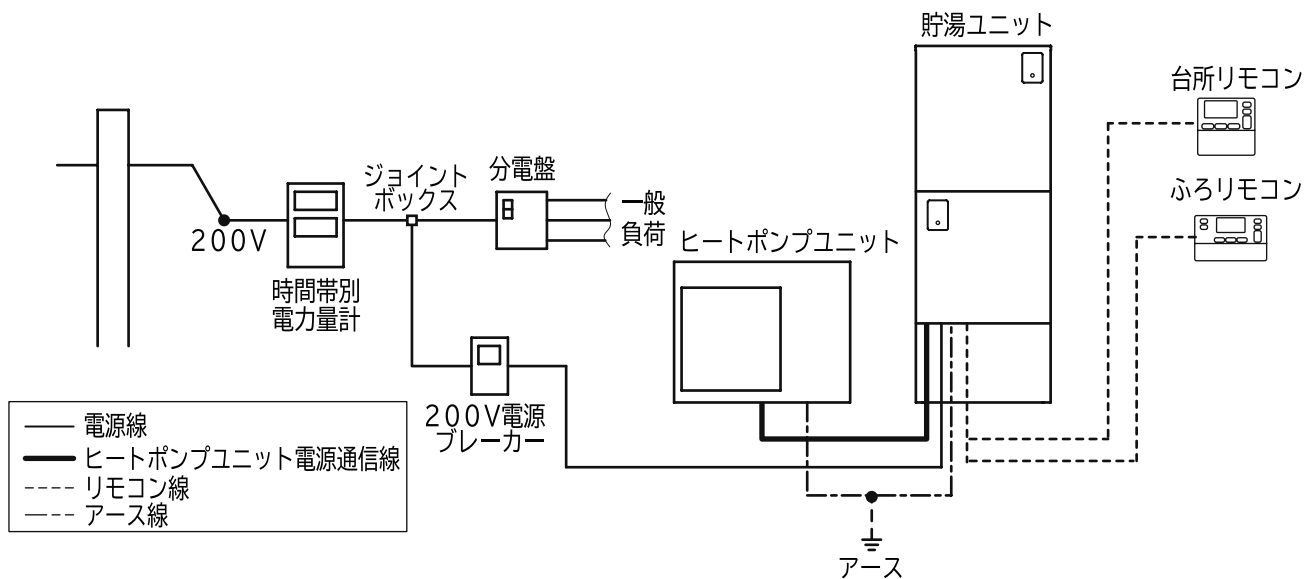 貯湯ユニット
台所リモコン
ふろリモコン
分電盤
ジョイント
ボックス
一般
負荷
200V
ヒートポンプユニット
時間帯別
電力量計
200V電源
ブレーカー
電源線
ヒートポンプユニット電源通信線
リモコン線
アース線
アース